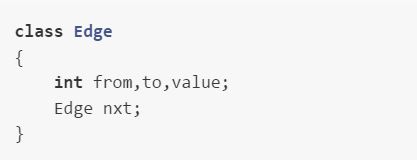 class Edge
{
    int from,to,value;
    Edge nxt;
}